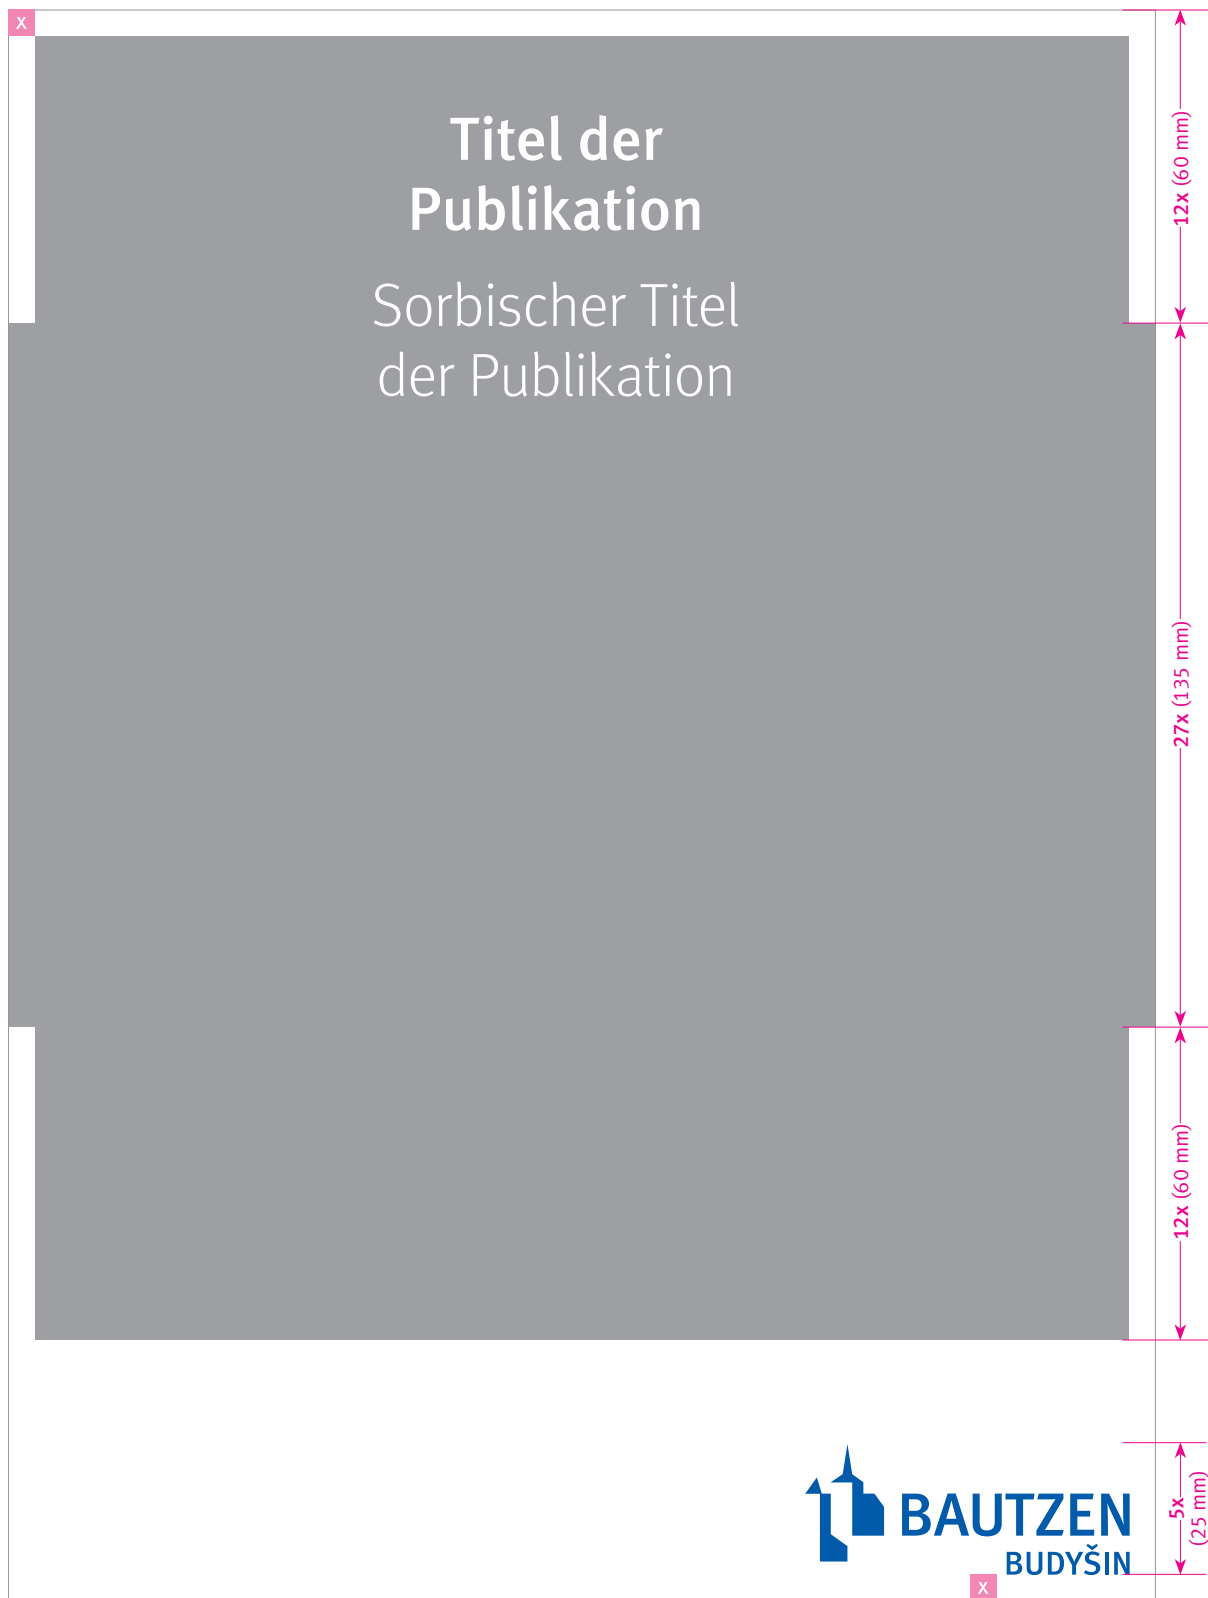 x
Titel der
Publikation
Sorbischer Titel
der Publikation
12x (60 mm)
27x (135 mm)
12x (60 mm)
5x
(25 mm)
BAUTZEN
BUDYŠIN
x